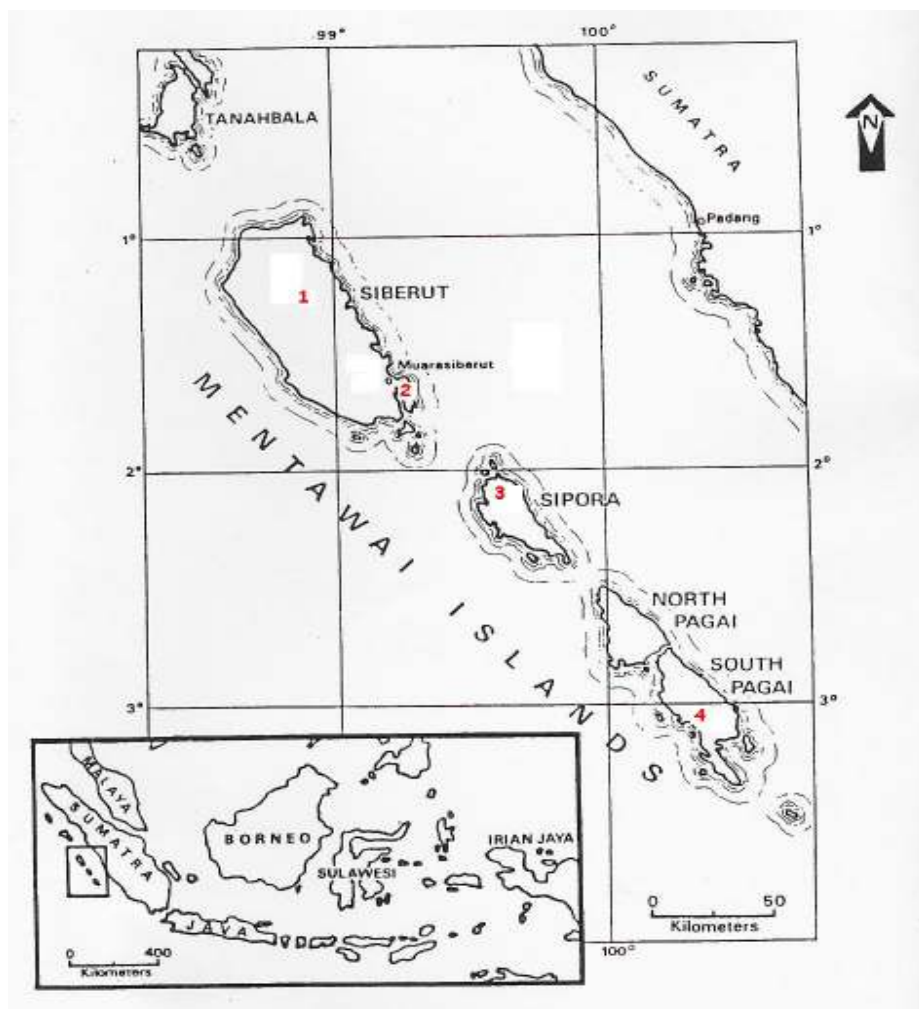 99°
100°
SUMATRA
N
TANAHBALA
Padang
1°
1°
SIBERUT
1
Muarasiberut
2
MENTAWAI ISLANDS
2°
2°
3
SIPORA
NORTH
PAGAI
SOUTH
PAGAI
3°
3°
4
MALAYA
SUMATRA
BORNEO
IRIAN JAYA
SULAWESI
JAVA
0 400
Kilometers
0 50
Kilometers
100°